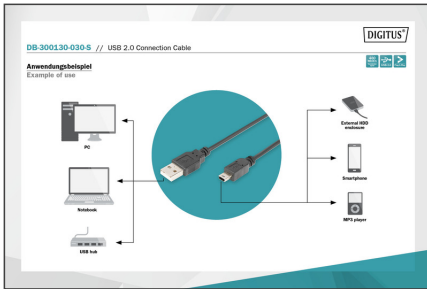 DIGITUS®
DB-300130-030-S // USB 2.0 Connection Cable
Anwendungsbeispiel
Example of use
PC
Notebook
USB hub
External HDD
enclosure
Smartphone
MP3 player